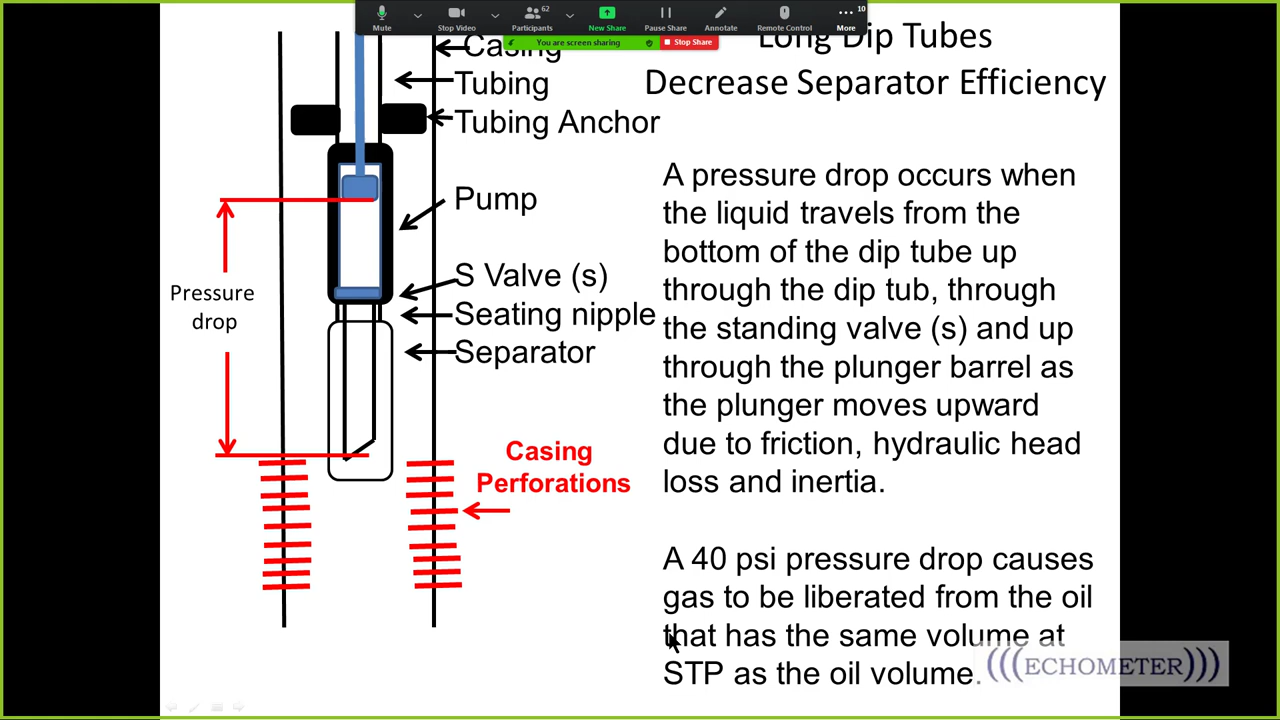 62
10
Mute
Stop Video
Participants
New Share
Pause Share
Annotate
Remote Control
More
You are screen sharing
Stop Share
Long Dip Tubes
Decrease Separator Efficiency
Casing
Tubing
Tubing Anchor
Pump
S Valve (s)
Seating nipple
Separator
Pressure
drop
Casing
Perforations
A pressure drop occurs when
the liquid travels from the
bottom of the dip tube up
through the dip tub, through
the standing valve (s) and up
through the plunger barrel as
the plunger moves upward
due to friction, hydraulic head
loss and inertia.
A 40 psi pressure drop causes
gas to be liberated from the oil
that has the same volume at
STP as the oil volume.
(((ECHOMETER)))